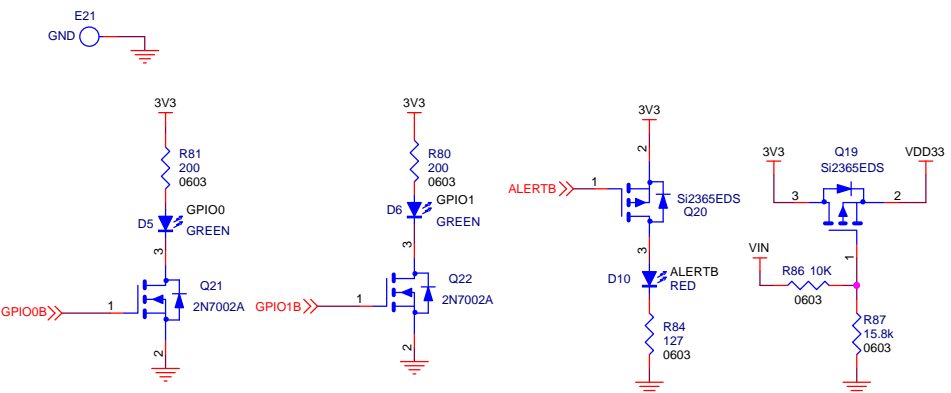 E21
GND
3V3
R81
200
0603
GPIO0
D5
GREEN
3
Q21
2N7002A
1
GPIO0B
2
3V3
R80
200
0603
GPIO1
D6
GREEN
3
Q22
2N7002A
1
GPIO1B
2
3V3
2
ALERTB
1
Si2365EDS
Q20
3
D10
ALERTB
RED
R84
127
0603
Q19
Si2365EDS
3V3
VDD33
3
2
1
VIN
R86 10K
0603
R87
15.8k
0603